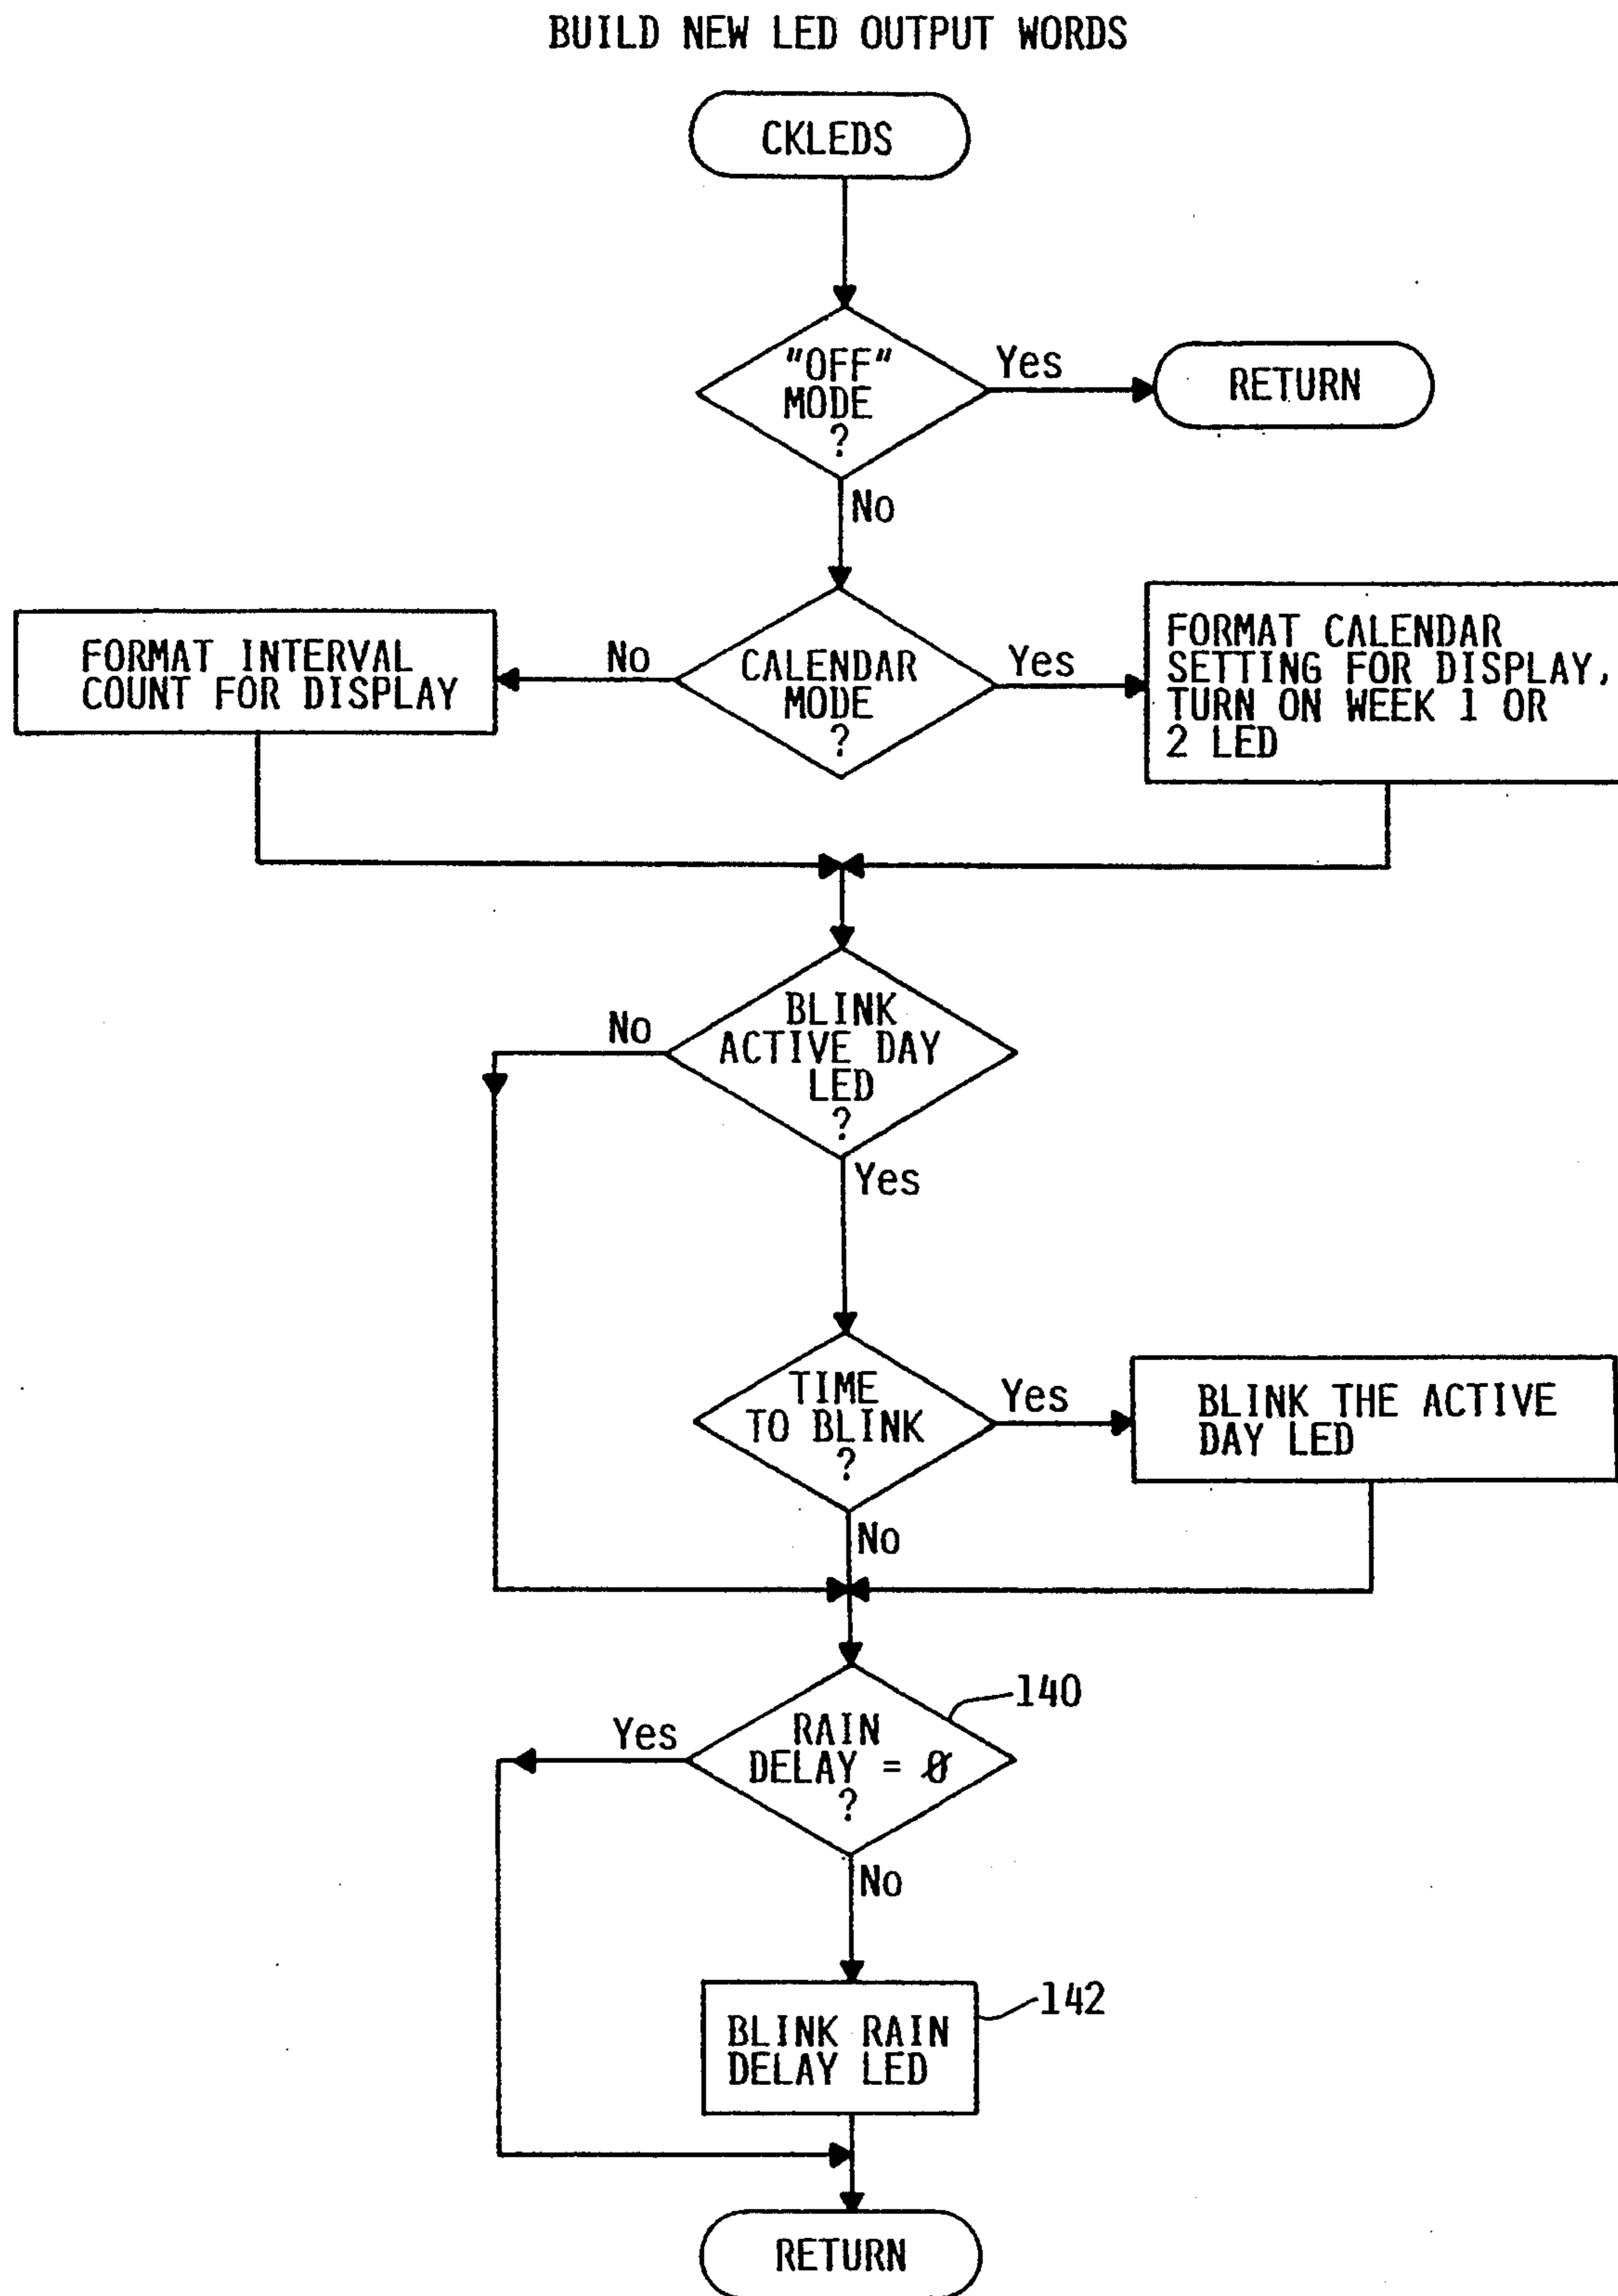 BUILD NEW LED OUTPUT WORDS
CKLEDS
"OFF"
MODE
?
Yes
RETURN
No
FORMAT INTERVAL
COUNT FOR DISPLAY
No
CALENDAR
MODE
?
Yes
FORMAT CALENDAR
SETTING FOR DISPLAY,
TURN ON WEEK 1 OR
2 LED
No
BLINK
ACTIVE DAY
LED
?
Yes
TIME
TO BLINK
?
Yes
BLINK THE ACTIVE
DAY LED
No
140
Yes
RAIN
DELAY = 0
?
No
142
BLINK RAIN
DELAY LED
RETURN